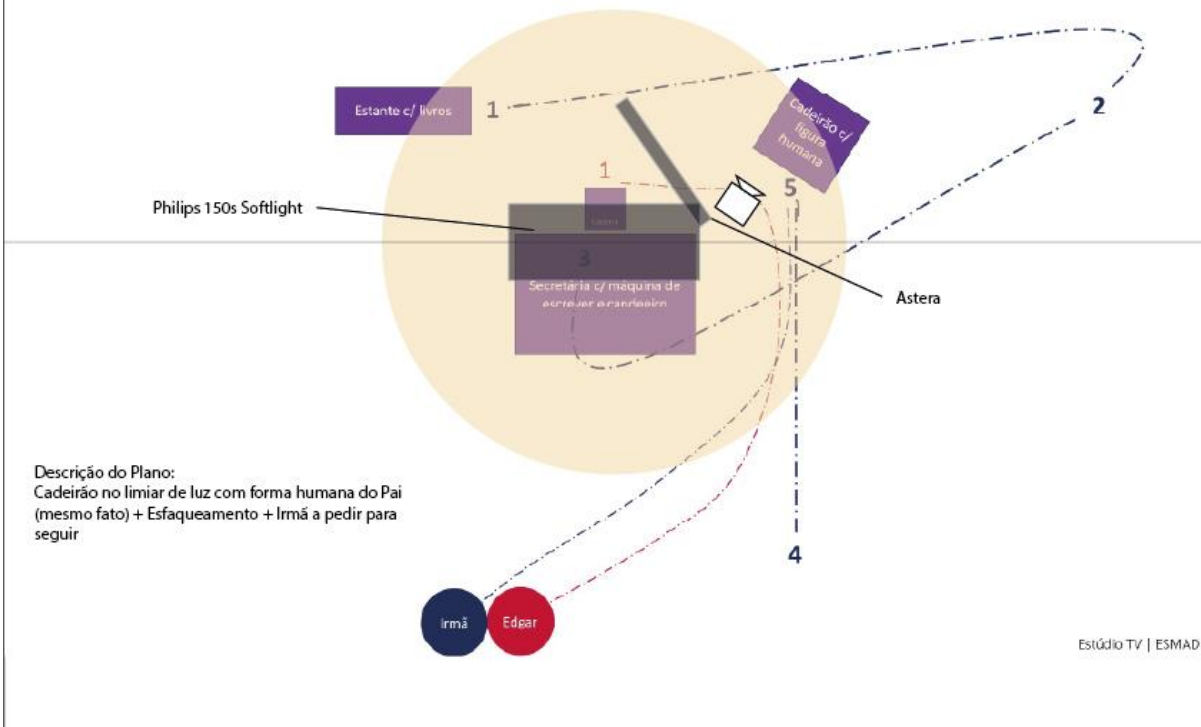 Estante c/ livros
1
Cadeirão c/
figura
humana
2
1
5
Philips 150s Softlight
3
Secretária c/ máquina de
escrever e candeeiro
Astera
Descrição do Plano:
Cadeirão no limiar de luz com forma humana do Pai
(mesmo fato) + Esfaqueamento + Irmã a pedir para
seguir
4
Irmã
Edgar
Estúdio TV | ESMAD